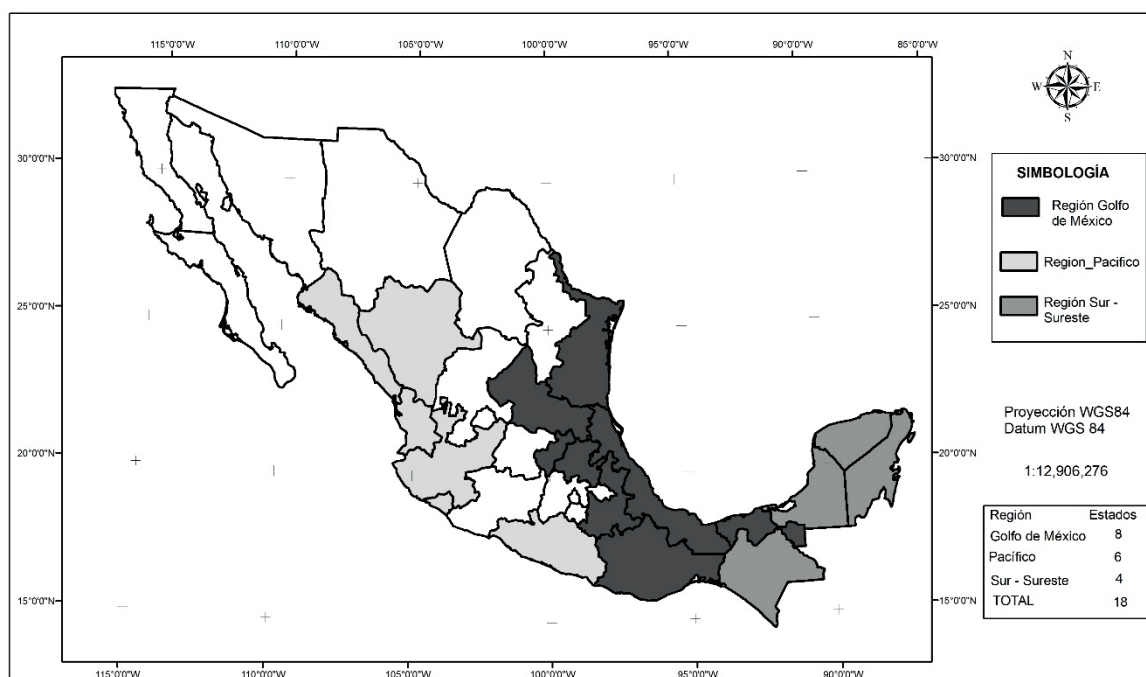 115°0'0"W 110°0'0"W 105°0'0"W 100°0'0"W 95°0'0"W 90°0'0"W 85°0'0"W
N
W E
S
30°0'0"N 30°0'0"N
25°0'0"N 25°0'0"N
20°0'0"N 20°0'0"N
15°0'0"N 15°0'0"N
115°0'0"W 110°0'0"W 105°0'0"W 100°0'0"W 95°0'0"W 90°0'0"W
SIMBOLOGÍA
Región Golfo
de México
Region_Pacifico
Región Sur -
Sureste
Proyección WGS84
Datum WGS 84
1:12,906,276
Región Estados
Golfo de México 8
Pacífico 6
Sur - Sureste 4
TOTAL 18